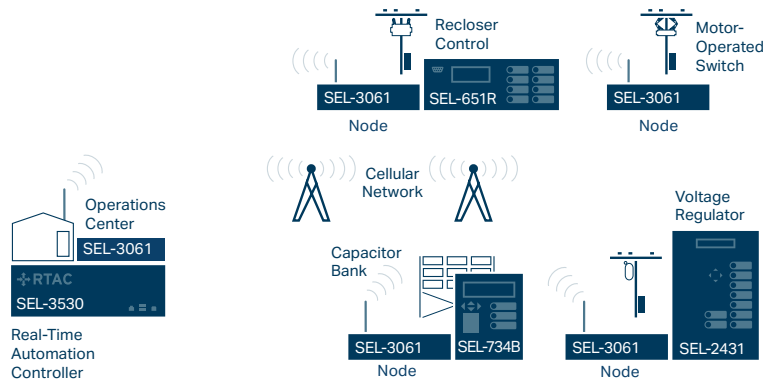 Recloser
Control
SEL-3061
SEL-651R
Node
Motor-
Operated
Switch
SEL-3061
Node
Cellular
Network
Operations
Center
SEL-3061
RTAC
SEL-3530
Real-Time
Automation
Controller
Capacitor
Bank
SEL-3061
SEL-734B
Node
Voltage
Regulator
SEL-3061
SEL-2431
Node